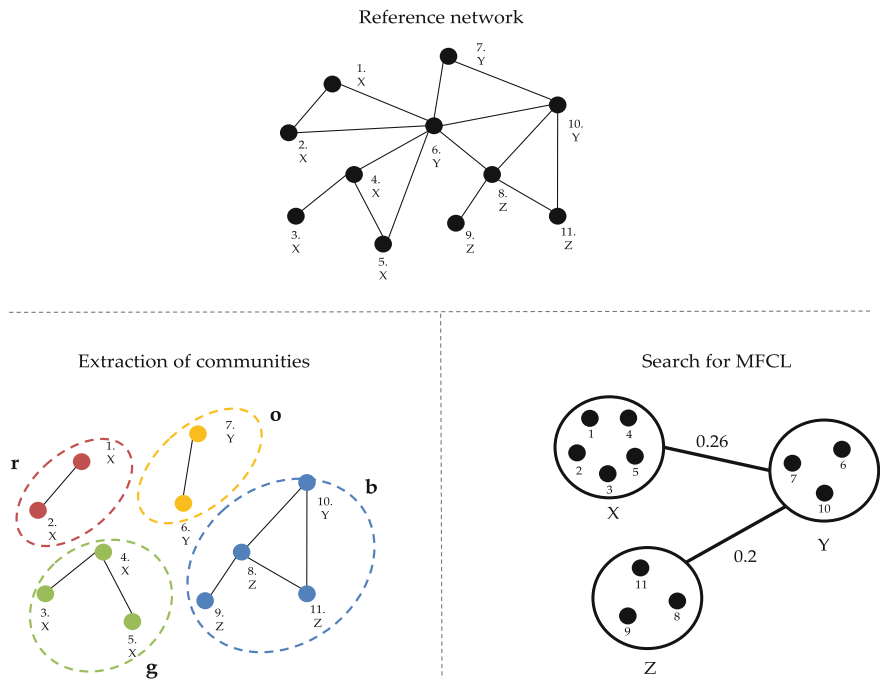 Reference network
7.
Y
1.
X
10.
Y
2.
X
6.
Y
4.
X
8.
Z
3.
X
9.
Z
11.
Z
5.
X
Extraction of communities
o
7.
Y
r
1.
X
b
10.
Y
2.
X
6.
Y
4.
X
8.
Z
3.
X
9.
Z
11.
Z
5.
X
g
Search for MFCL
1
4
2
5
3
X
0.26
7
6
10
Y
0.2
11
9
8
Z